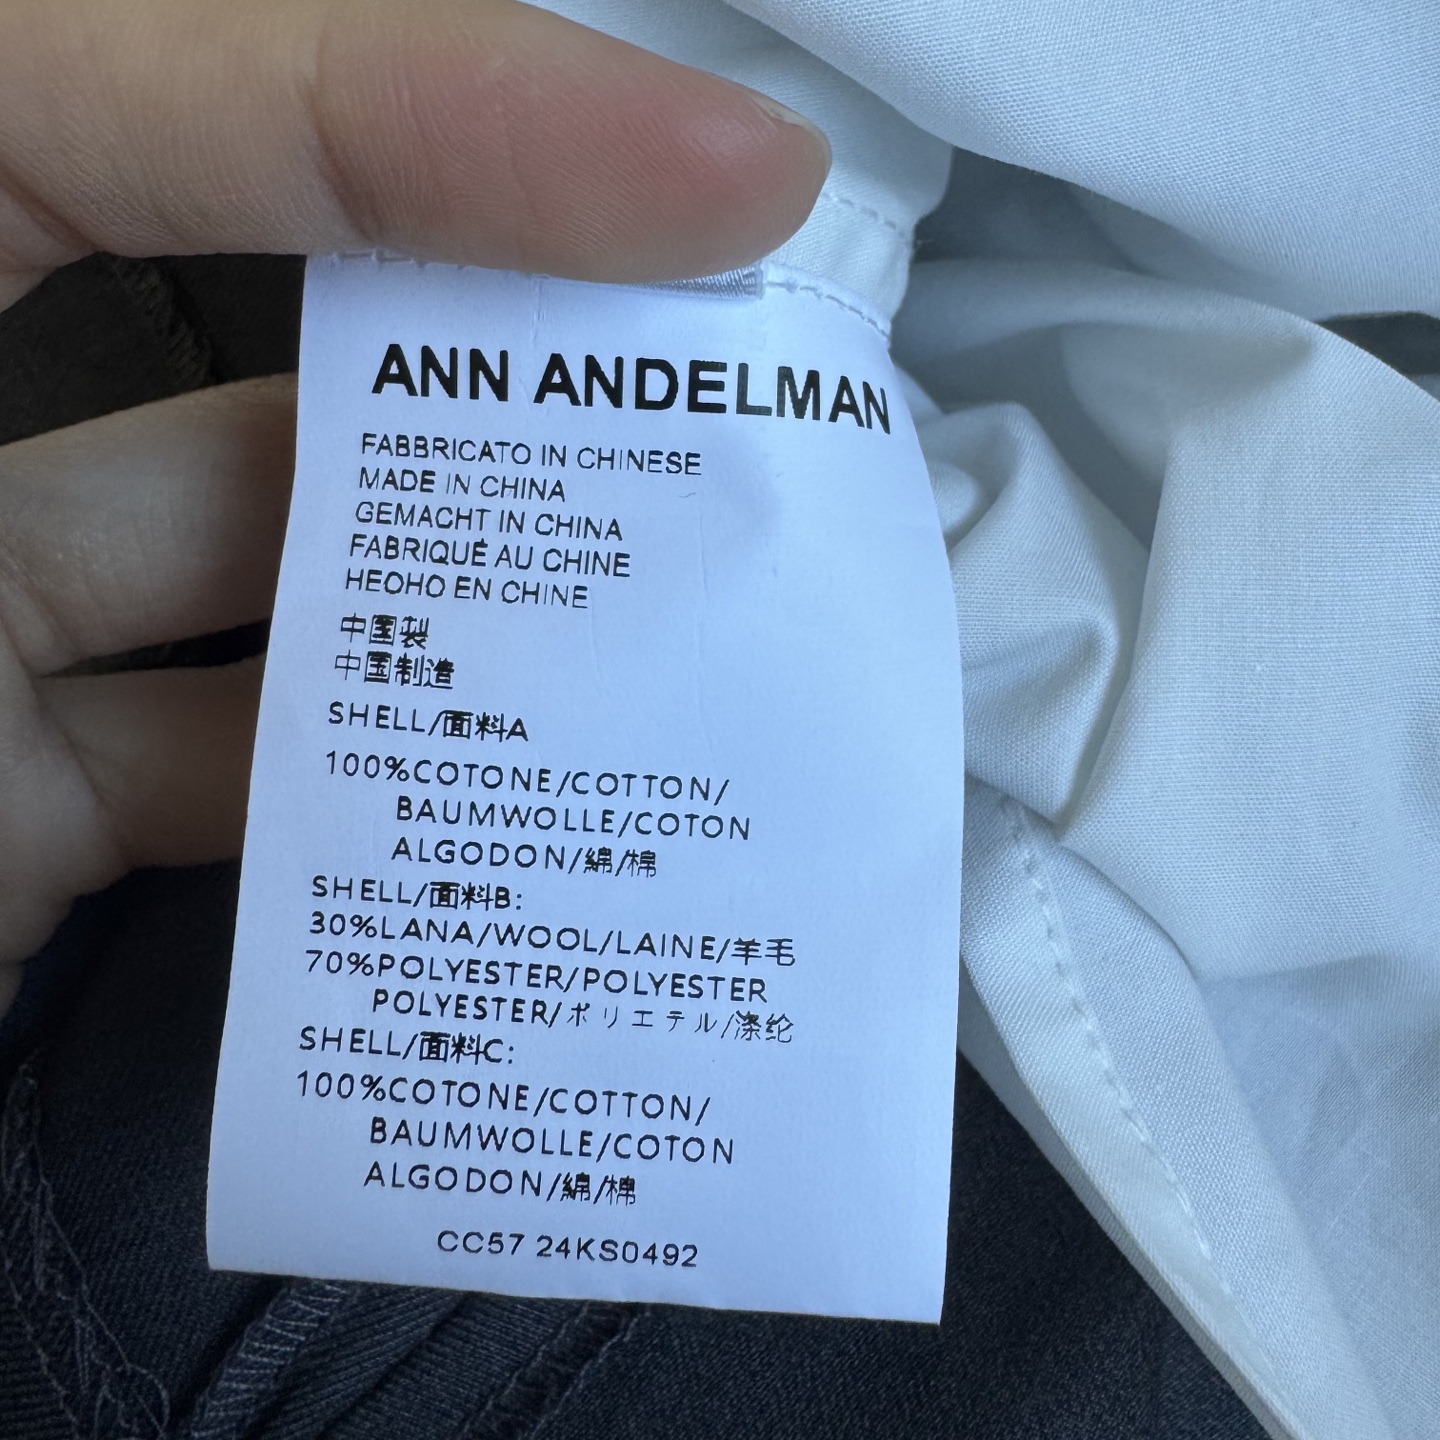 ANN ANDELMAN
FABBRICATO IN CHINESE
MADE IN CHINA
GEMACHT IN CHINA
FABRIQUÉ AU CHINE
HEOHO EN CHINE
中国製
中国制造
SHELL/面料A
100%COTONE/COTTON/
BAUMWOLLE/COTON
ALGODON/綿/棉
SHELL/面料B:
30%LANA/WOOL/LAINE/羊毛
70%POLYESTER/POLYESTER
POLYESTER/ポリエテル/涤纶
SHELL/面料C:
100%COTONE/COTTON/
BAUMWOLLE/COTON
ALGODON/綿/棉
CC57 24KS0492